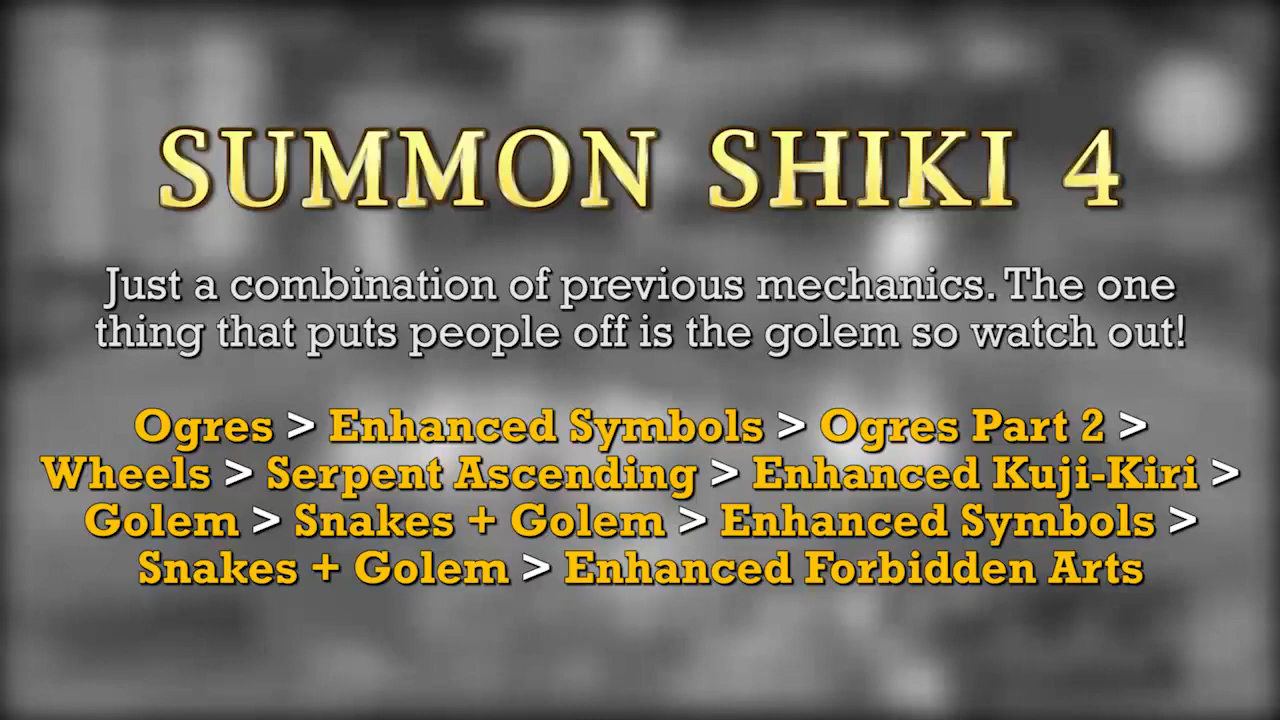 SUMMON SHIKI 4
Just a combination of previous mechanics. The one
thing that puts people off is the golem so watch out!
Ogres > Enhanced Symbols > Ogres Part 2 >
Wheels > Serpent Ascending > Enhanced Kuji-Kiri >
Golem > Snakes + Golem > Enhanced Symbols >
Snakes + Golem > Enhanced Forbidden Arts